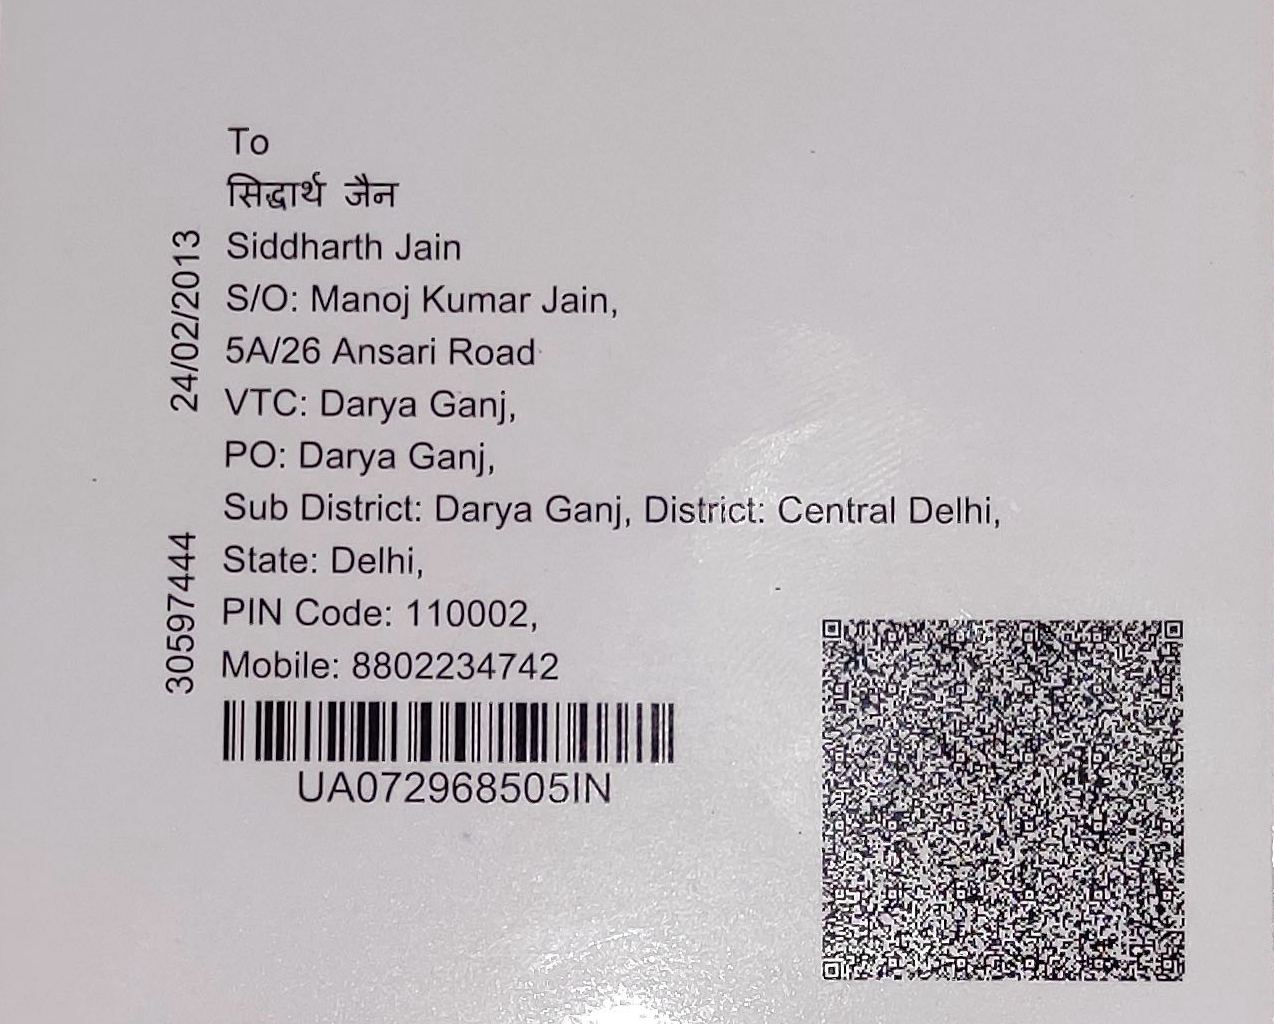 To
सिद्धार्थ जैन
Siddharth Jain
S/O: Manoj Kumar Jain,
5A/26 Ansari Road
VTC: Darya Ganj,
PO: Darya Ganj,
Sub District: Darya Ganj, District: Central Delhi,
State: Delhi,
PIN Code: 110002,
Mobile: 8802234742
UA072968505IN
24/02/2013
30597444